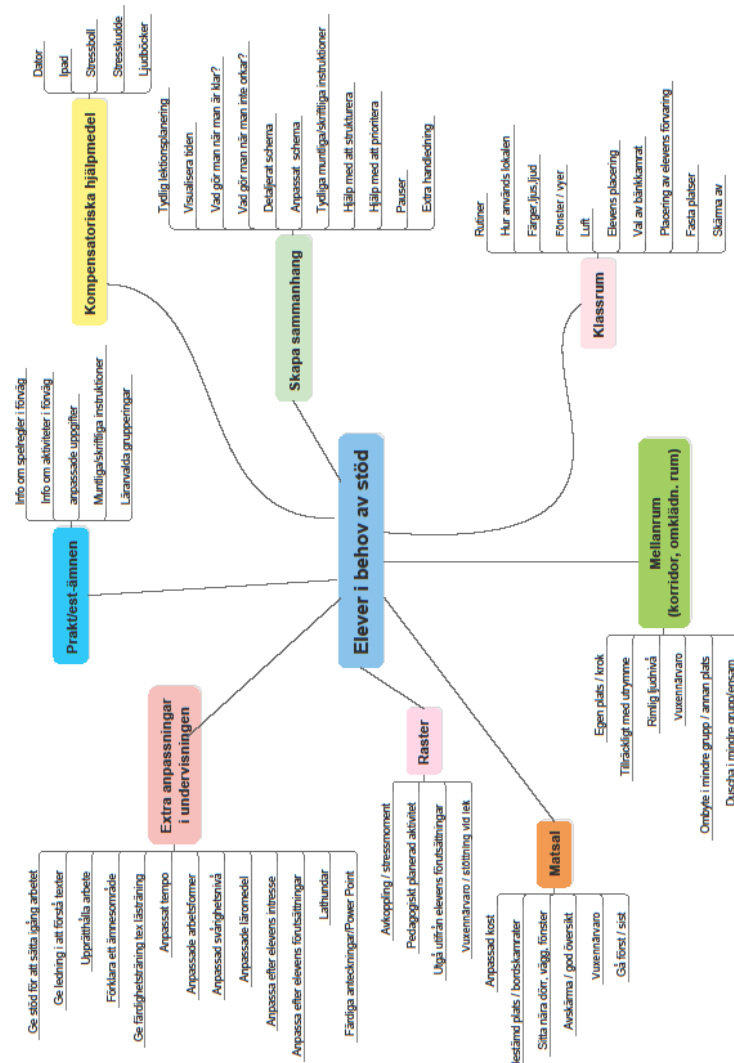 Elever i behov av stöd
Kompensatoriska hjälpmedel
Dator
Ipad
Stressboll
Stresskudde
Ljudböcker
Skapa sammanhang
Tydlig lektionsplanering
Visualisera tiden
Vad gör man när man är klar?
Vad gör man när man inte orkar?
Detaljerat schema
Anpassat schema
Tydliga muntliga/skriftliga instruktioner
Hjälp med att strukturera
Hjälp med att prioritera
Pauser
Extra handledning
Klassrum
Rutiner
Hur används lokalen
Färger,ljus,ljud
Fönster / vyer
Luft
Elevens placering
Val av bänkkamrat
Placering av elevens förvaring
Fasta platser
Skärma av
Mellanrum
(korridor, omklädn. rum)
Egen plats / krok
Tillräckligt med utrymme
Rimlig ljudnivå
Vuxennärvaro
Ombyte i mindre grupp / annan plats
Duscha i mindre grupp/ensam
Matsal
Anpassad kost
estämd plats / bordskamrater
Sitta nära dörr, vägg, fönster
Avskärma / god översikt
Vuxennärvaro
Gå först / sist
Raster
Avkoppling / stressmoment
Pedagogiskt planerad aktivitet
Utgå utifrån elevens förutsättningar
Vuxennärvaro / stöttning vid lek
Extra anpassningar
i undervisningen
Ge stöd för att sätta igång arbetet
Ge ledning i att förstå texter
Upprätthålla arbete
Förklara ett ämnesområde
Ge färdighetsträning tex lästräning
Anpassat tempo
Anpassade arbetsformer
Anpassad svårighetsnivå
Anpassade läromedel
Anpassa efter elevens intresse
Anpassa efter elevens förutsättningar
Lathundar
Färdiga anteckningar/Power Point
Prakt/est-ämnen
Info om spelregler i förväg
Info om aktiviteter i förväg
anpassade uppgifter
Muntliga/skriftliga instruktioner
Lärarvalda grupperingar